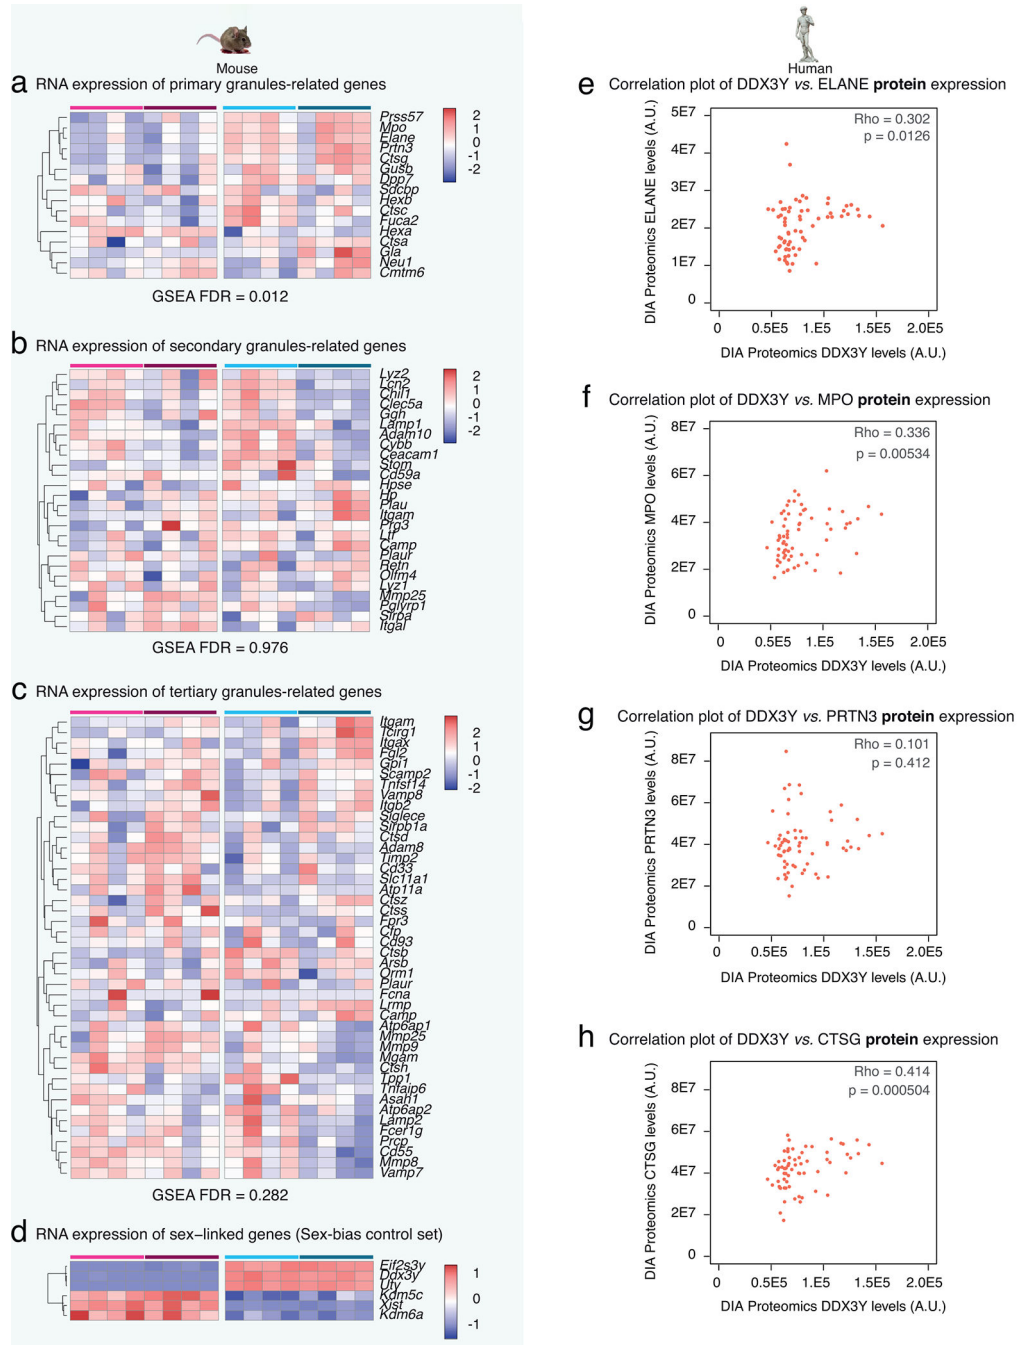 Mouse
a RNA expression of primary granules-related genes
Prss57
Mpo
Elane
Prtn3
Ctsg
Gusb
Dpp7
Sdcbp
Hexb
Ctsc
Fuca2
Hexa
Ctsa
Gla
Neu1
Cmtm6
2
1
0
-1
-2
GSEA FDR = 0.012
b RNA expression of secondary granules-related genes
Lyz2
Lcn2
Chil1
Clec5a
Ggh
Lamp1
Adam10
Cybb
Ceacam1
Stom
Cd59a
Hpse
Hp
Plau
Itgam
Prg3
Ltf
Camp
Plaur
Retn
Olfm4
Lyz1
Mmp25
Pglyrp1
Sirpa
Itgal
2
1
0
-1
-2
GSEA FDR = 0.976
c RNA expression of tertiary granules-related genes
Itgam
Tcirg1
Itgax
Fgl2
Gpi1
Scamp2
Tnfsf14
Vamp8
Itgb2
Siglece
Sirpb1a
Ctsd
Adam8
Timp2
Cd33
Slc11a1
Atp11a
Ctsz
Ctss
Fpr3
Cfp
Cd93
Ctsb
Arsb
Orm1
Plaur
Fcna
Lrmp
Camp
Atp6ap1
Mmp25
Mmp9
Mgam
Ctsh
Tpp1
Tnfaip6
Asah1
Atp6ap2
Lamp2
Fcer1g
Prcp
Cd55
Mmp8
Vamp7
2
1
0
-1
-2
GSEA FDR = 0.282
d RNA expression of sex-linked genes (Sex-bias control set)
Eif2s3y
Ddx3y
Uty
Kdm5c
Xist
Kdm6a
1
0
-1
Human
e Correlation plot of DDX3Y vs. ELANE protein expression
Rho = 0.302
p = 0.0126
DIA Proteomics ELANE levels (A.U.)
5E7
4E7
3E7
2E7
1E7
0
0 0.5E5 1.E5 1.5E5 2.0E5
DIA Proteomics DDX3Y levels (A.U.)
f Correlation plot of DDX3Y vs. MPO protein expression
Rho = 0.336
p = 0.00534
DIA Proteomics MPO levels (A.U.)
8E7
6E7
4E7
2E7
0
0 0.5E5 1.E5 1.5E5 2.0E5
DIA Proteomics DDX3Y levels (A.U.)
g Correlation plot of DDX3Y vs. PRTN3 protein expression
Rho = 0.101
p = 0.412
DIA Proteomics PRTN3 levels (A.U.)
8E7
6E7
4E7
2E7
0
0 0.5E5 1.E5 1.5E5 2.0E5
DIA Proteomics DDX3Y levels (A.U.)
h Correlation plot of DDX3Y vs. CTSG protein expression
Rho = 0.414
p = 0.000504
DIA Proteomics CTSG levels (A.U.)
8E7
6E7
4E7
2E7
0
0 0.5E5 1.E5 1.5E5 2.0E5
DIA Proteomics DDX3Y levels (A.U.)